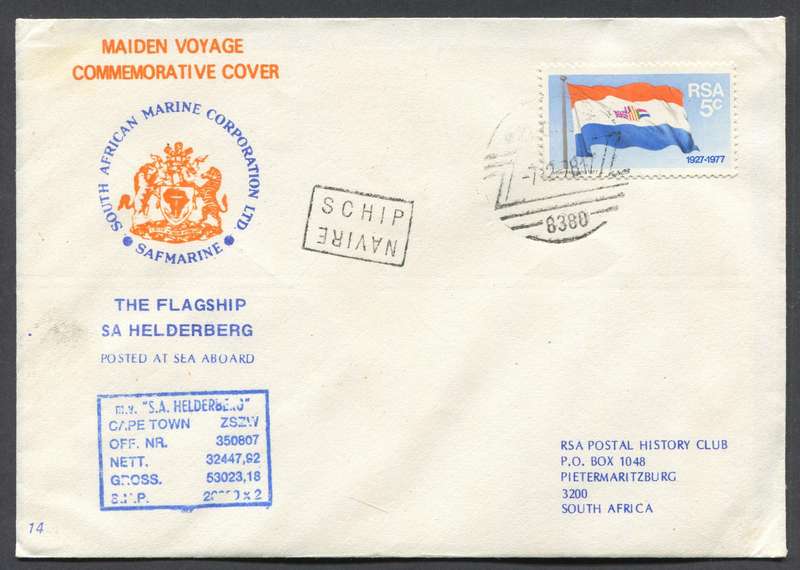 MAIDEN VOYAGE
COMMEMORATIVE COVER
SOUTH AFRICAN MARINE CORPORATION LTD.
• SAFMARINE •
THE FLAGSHIP
SA HELDERBERG
POSTED AT SEA ABOARD
m.v. "S.A. HELDERBERG"
CAPE TOWN ZSZW
OFF. NR. 350807
NETT. 32447,92
GROSS. 53023,18
x 2
14
SCHIP
NAVIRE
RSA
5c
1927-1977
8380
RSA POSTAL HISTORY CLUB
P.O. BOX 1048
PIETERMARITZBURG
3200
SOUTH AFRICA